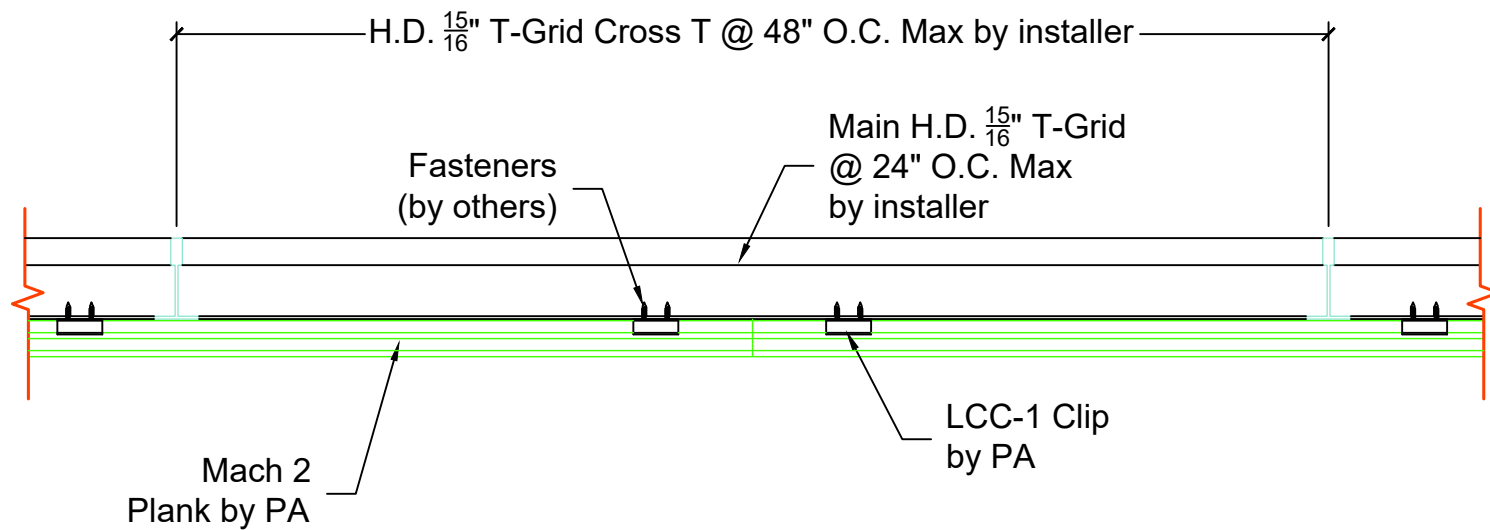 H.D. 15/16" T-Grid Cross T @ 48" O.C. Max by installer
Main H.D. 15/16" T-Grid
@ 24" O.C. Max
by installer
Fasteners
(by others)
LCC-1 Clip
by PA
Mach 2
Plank by PA